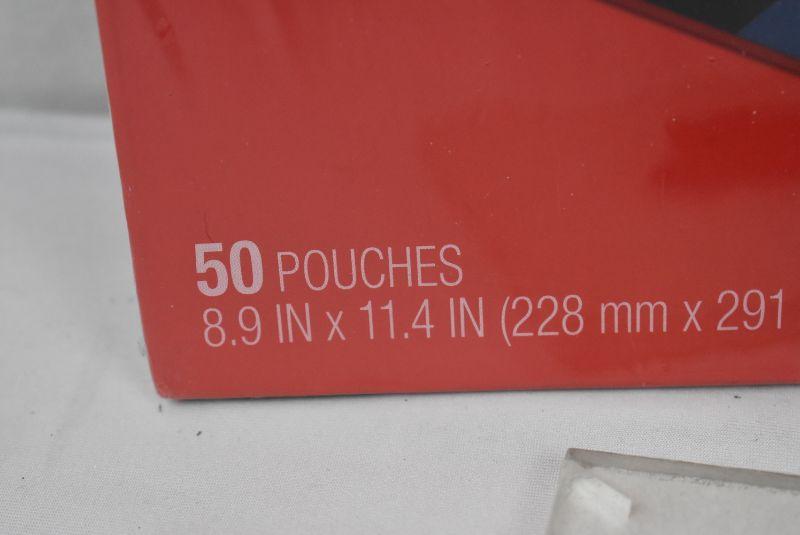 50 POUCHES
8.9 IN x 11.4 IN (228 mm x 291